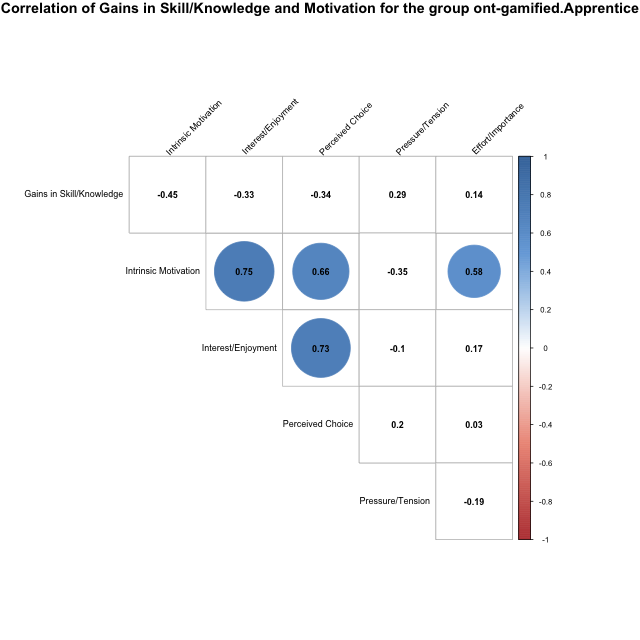 Correlation of Gains in Skill/Knowledge and Motivation for the group ont-gamified.Apprentice
Intrinsic Motivation
Interest/Enjoyment
Perceived Choice
Pressure/Tension
Effort/Importance
Gains in Skill/Knowledge -0.45 -0.33 -0.34 0.29 0.14
Intrinsic Motivation 0.75 0.66 -0.35 0.58
Interest/Enjoyment 0.73 -0.1 0.17
Perceived Choice 0.2 0.03
Pressure/Tension -0.19
1
0.8
0.6
0.4
0.2
0
-0.2
-0.4
-0.6
-0.8
-1